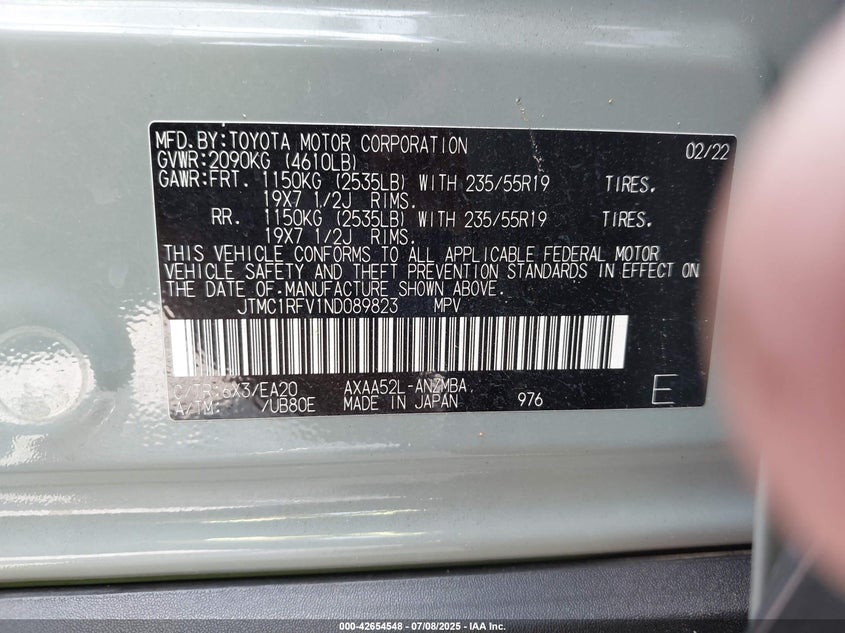 MFD.BY:TOYOTA MOTOR CORPORATION 02/22
GVWR:2090KG (4610LB)
GAWR:FRT. 1150KG (2535LB) WITH 235/55R19 TIRES,
19X7 1/2J RIMS.
RR. 1150KG (2535LB) WITH 235/55R19 TIRES,
19X7 1/2J RIMS.
THIS VEHICLE CONFORMS TO ALL APPLICABLE FEDERAL MOTOR
VEHICLE SAFETY AND THEFT PREVENTION STANDARDS IN EFFECT ON
THE DATE OF MANUFACTURE SHOWN ABOVE.
JTMC1RFV1ND089823 MPV
C/TR:6X3/EA20 AXAA52L-ANZMBA
A/TM: /UB80E MADE IN JAPAN 976 E
000-42654548 - 07/08/2025 - IAA Inc.